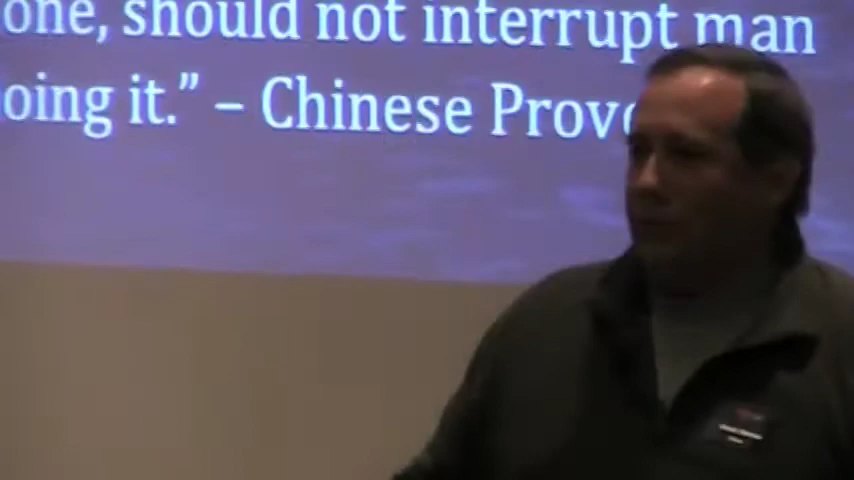 one, should not interrupt man
oing it.” – Chinese Prov